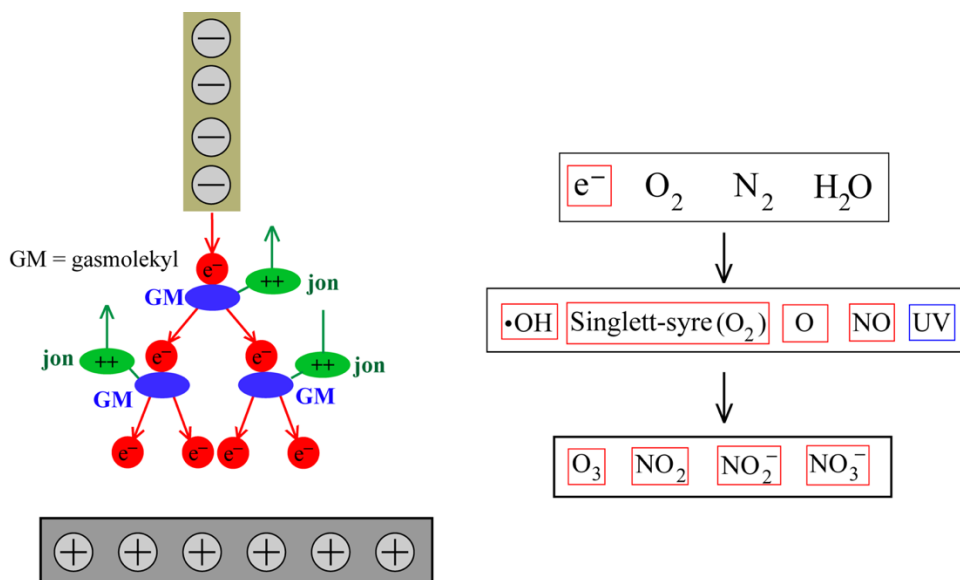 −
−
−
−
GM = gasmolekyl
e⁻
GM
++
jon
jon
++
e⁻
GM
e⁻
GM
++
jon
e⁻
e⁻
e⁻
e⁻
+ + + + + +
e⁻ O₂ N₂ H₂O
•OH Singlett-syre(O₂) O NO UV
O₃ NO₂ NO₂⁻ NO₃⁻